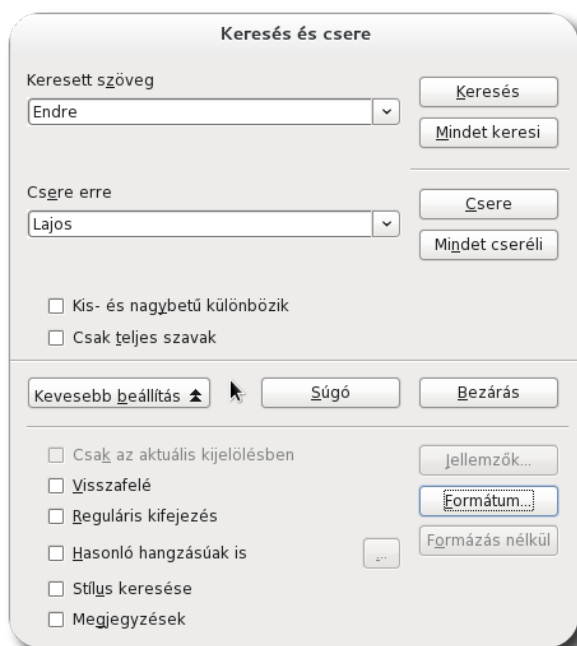 Keresés és csere
Keresett szöveg
Endre
Keresés
Mindet keresi
Csere erre
Lajos
Csere
Mindet cseréli
Kis- és nagybetű különbözik
Csak teljes szavak
Kevesebb beállítás
Súgó
Bezárás
Csak az aktuális kijelölésben
Visszafelé
Reguláris kifejezés
Hasonló hangzásúak is
...
Stílus keresése
Megjegyzések
Jellemzők...
Formátum...
Formázás nélkül